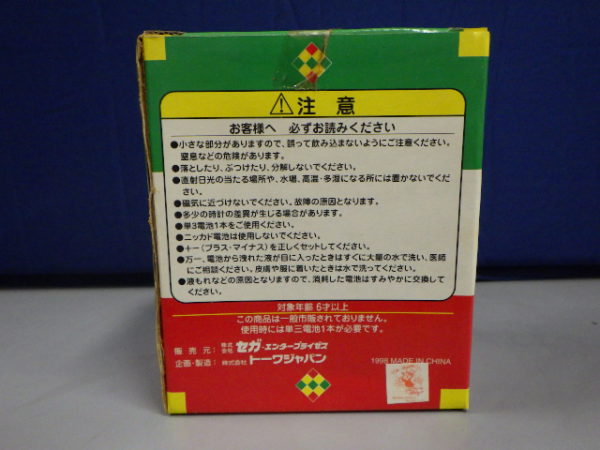 ⚠注 意
お客様へ 必ずお読みください
●小さな部分がありますので、誤って飲み込まないようにご注意ください。
窒息などの危険があります。
●落としたり、ぶつけたり、分解しないでください。
●直射日光の当たる場所や、水場、高温・多湿になる所には置かないでくだ
さい。
●磁気に近づけないでください。故障の原因となります。
●多少の時計の差異が生じる場合があります。
●単3電池1本をご使用ください。
●ニッカド電池は使用しないでください。
●+−(プラス・マイナス)を正しくセットしてください。
●万一、電池から洩れた液が目に入ったときはすぐに大量の水で洗い、医師
にご相談ください。皮膚や服に着いたときは水で洗ってください。
●液もれなどの原因となりますので、消耗した電池はすみやかに交換して
ください。
対象年齢 6才以上
この商品は一般市販されておりません。
使用時には単三電池1本が必要です。
販 売 元:株式会社 セガ・エンタープライゼス
企画・製造:株式会社 トーワジャパン
1998 MADE IN CHINA